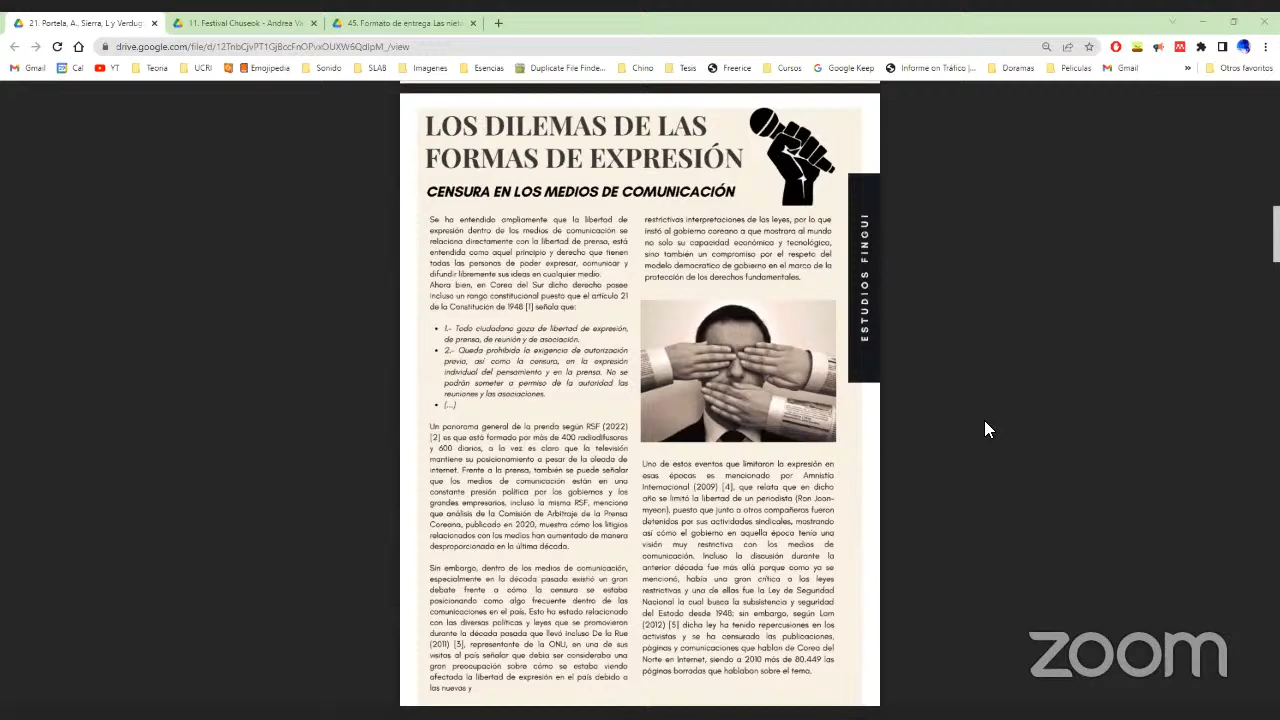 21. Portela, A., Sierra, L y Verdug
11. Festival Chuseok - Andrea Va
45. Formato de entrega Las niet
drive.google.com/file/d/12TnbCjvPT1GjBccFnOPvxOUXW6QdlpM_/view
Gmail
Cal
YT
Teoria
UCRI
Emojipedia
Sonido
SLAB
Imagenes
Esencias
Duplicate File Finde...
Chino
Tesis
Freerice
Cursos
Google Keep
Informe on Tráfico |...
Doramas
Peliculas
Gmail
»
Otros favoritos
LOS DILEMAS DE LAS
FORMAS DE EXPRESIÓN
CENSURA EN LOS MEDIOS DE COMUNICACIÓN
Se ha entendido ampliamente que la libertad de
expresión dentro de los medios de comunicación se
relaciona directamente con la libertad de prensa, está
entendida como aquel principio y derecho que tienen
todas las personas de poder expresar, comunicar y
difundir libremente sus ideas en cualquier medio.
Ahora bien, en Corea del Sur dicho derecho posee
incluso un rango constitucional puesto que el artículo 21
de la Constitución de 1948 [1] señala que:
• 1.- Todo ciudadano goza de libertad de expresión,
de prensa, de reunión y de asociación.
• 2.- Queda prohibida la exigencia de autorización
previa, así como la censura, en la expresión
individual del pensamiento y en la prensa. No se
podrán someter a permiso de la autoridad las
reuniones y las asociaciones.
• (...)
Un panorama general de la prenda según RSF (2022)
[2] es que está formado por más de 400 radiodifusores
y 600 diarios, a la vez es claro que la televisión
mantiene su posicionamiento a pesar de la oleada de
internet. Frente a la prensa, también se puede señalar
que los medios de comunicación están en una
constante presión política por los gobiernos y los
grandes empresarios, incluso la misma RSF, menciona
que análisis de la Comisión de Arbitraje de la Prensa
Coreana, publicado en 2020, muestra cómo los litigios
relacionados con los medios han aumentado de manera
desproporcionada en la última década.
Sin embargo, dentro de los medios de comunicación,
especialmente en la década pasada existió un gran
debate frente a cómo la censura se estaba
posicionando como algo frecuente dentro de las
comunicaciones en el país. Esto ha estado relacionado
con las diversas políticas y leyes que se promovieron
durante la década pasada que llevó incluso De la Rue
(2011) [3], representante de la ONU, en una de sus
visitas al país señalar que debía ser considerada una
gran preocupación sobre cómo se estaba viendo
afectada la libertad de expresión en el país debido a
las nuevas y
restrictivas interpretaciones de las leyes, por lo que
instó al gobierno coreano a que mostrara al mundo
no solo su capacidad económica y tecnológica,
sino también un compromiso por el respeto del
modelo democratico de gobierno en el marco de la
protección de los derechos fundamentales.
Uno de estos eventos que limitaron la expresión en
esas épocas es mencionado por Amnistía
Internacional (2009) [4], que relata que en dicho
año se limitó la libertad de un periodista (Ron Joan-
myeon), puesto que junto a otros compañeros fueron
detenidos por sus actividades sindicales, mostrando
así cómo el gobierno en aquella época tenía una
visión muy restrictiva con los medios de
comunicación. Incluso la discusión durante la
anterior década fue más allá porque como ya se
mencionó, había una gran crítica a las leyes
restrictivas y una de ellas fue la Ley de Seguridad
Nacional la cual busca la subsistencia y seguridad
del Estado desde 1948; sin embargo, según Lam
(2012) [5] dicha ley ha tenido repercusiones en los
activistas y se ha censurado las publicaciones,
páginas y comunicaciones que hablan de Corea del
Norte en Internet, siendo a 2010 más de 80.449 las
páginas borradas que hablaban sobre el tema.
ESTUDIOS FINGUI
zoom